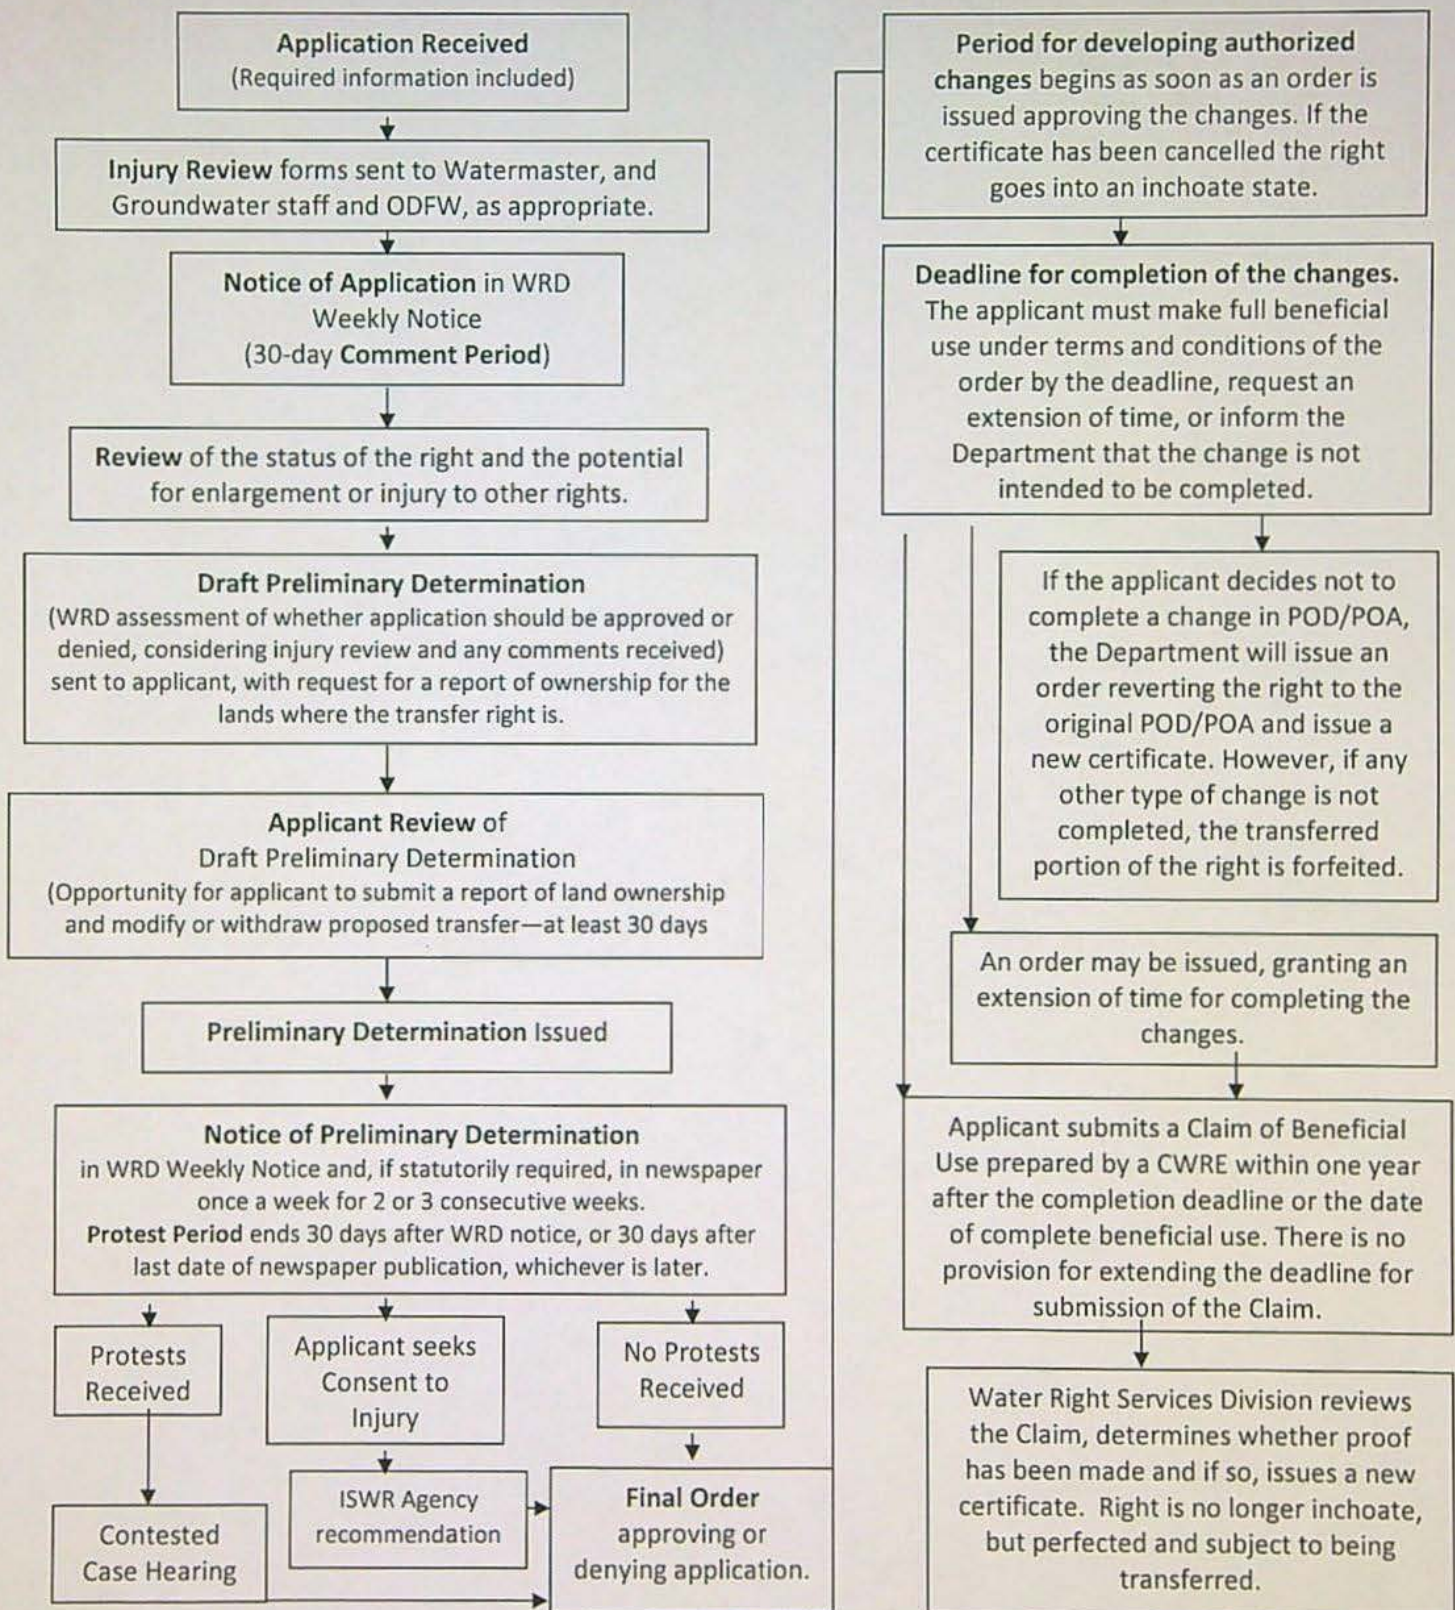 Application Received
(Required information included)
Injury Review forms sent to Watermaster, and
Groundwater staff and ODFW, as appropriate.
Notice of Application in WRD
Weekly Notice
(30-day Comment Period)
Review of the status of the right and the potential
for enlargement or injury to other rights.
Draft Preliminary Determination
(WRD assessment of whether application should be approved or
denied, considering injury review and any comments received)
sent to applicant, with request for a report of ownership for the
lands where the transfer right is.
Applicant Review of
Draft Preliminary Determination
(Opportunity for applicant to submit a report of land ownership
and modify or withdraw proposed transfer—at least 30 days
Preliminary Determination Issued
Notice of Preliminary Determination
in WRD Weekly Notice and, if statutorily required, in newspaper
once a week for 2 or 3 consecutive weeks.
Protest Period ends 30 days after WRD notice, or 30 days after
last date of newspaper publication, whichever is later.
Protests
Received
Contested
Case Hearing
Applicant seeks
Consent to
Injury
ISWR Agency
recommendation
No Protests
Received
Final Order
approving or
denying application.
Period for developing authorized
changes begins as soon as an order is
issued approving the changes. If the
certificate has been cancelled the right
goes into an inchoate state.
Deadline for completion of the changes.
The applicant must make full beneficial
use under terms and conditions of the
order by the deadline, request an
extension of time, or inform the
Department that the change is not
intended to be completed.
If the applicant decides not to
complete a change in POD/POA,
the Department will issue an
order reverting the right to the
original POD/POA and issue a
new certificate. However, if any
other type of change is not
completed, the transferred
portion of the right is forfeited.
An order may be issued, granting an
extension of time for completing the
changes.
Applicant submits a Claim of Beneficial
Use prepared by a CWRE within one year
after the completion deadline or the date
of complete beneficial use. There is no
provision for extending the deadline for
submission of the Claim.
Water Right Services Division reviews
the Claim, determines whether proof
has been made and if so, issues a new
certificate. Right is no longer inchoate,
but perfected and subject to being
transferred.